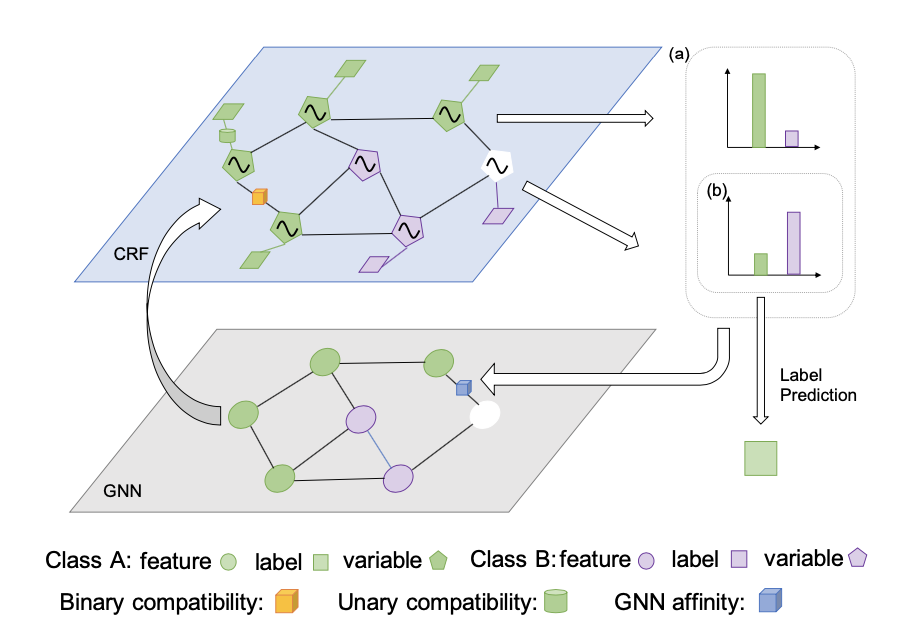 (a)
(b)
CRF
Label
Prediction
GNN
Class A: feature label variable Class B:feature label variable
Binary compatibility: Unary compatibility: GNN affinity: